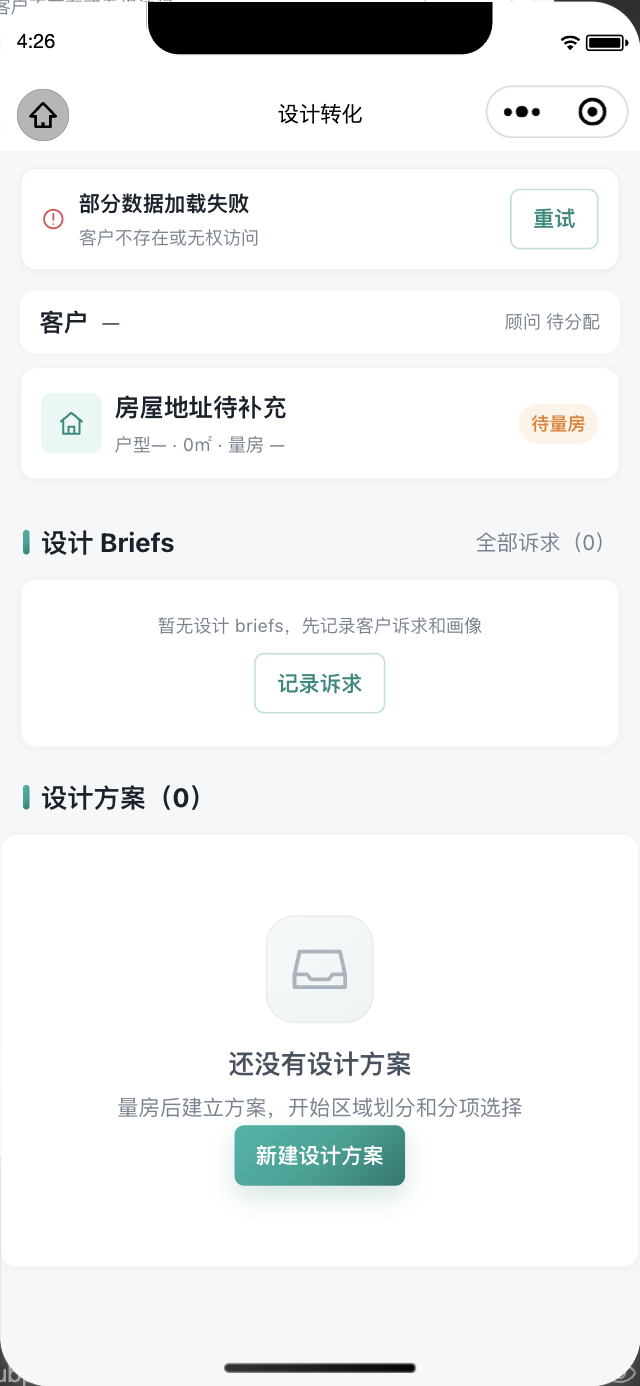 4:26
设计转化
部分数据加载失败
客户不存在或无权访问
重试
客户 —
顾问 待分配
房屋地址待补充
户型— · 0㎡ · 量房 —
待量房
设计 Briefs
全部诉求（0）
暂无设计 briefs，先记录客户诉求和画像
记录诉求
设计方案（0）
还没有设计方案
量房后建立方案，开始区域划分和分项选择
新建设计方案